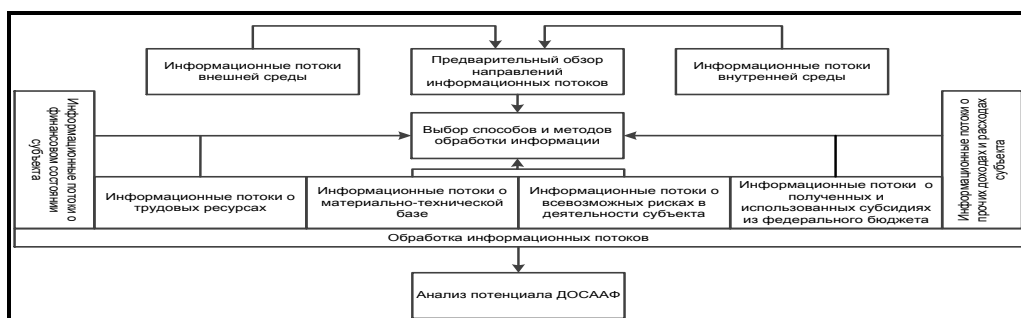 Информационные потоки
внешней среды
Предварительный обзор
направлений
информационных потоков
Информационные потоки
внутренней среды
Информационные потоки о
финансовом состоянии
субъекта
Выбор способов и методов
обработки информации
Информационные потоки о
прочих доходах и расходах
субъекта
Информационные потоки о
трудовых ресурсах
Информационные потоки о
материально-технической
базе
Информационные потоки о
всевозможных рисках в
деятельности субъекта
Информационные потоки о
полученных и
использованных субсидиях
из федерального бюджета
Обработка информационных потоков
Анализ потенциала ДОСААФ